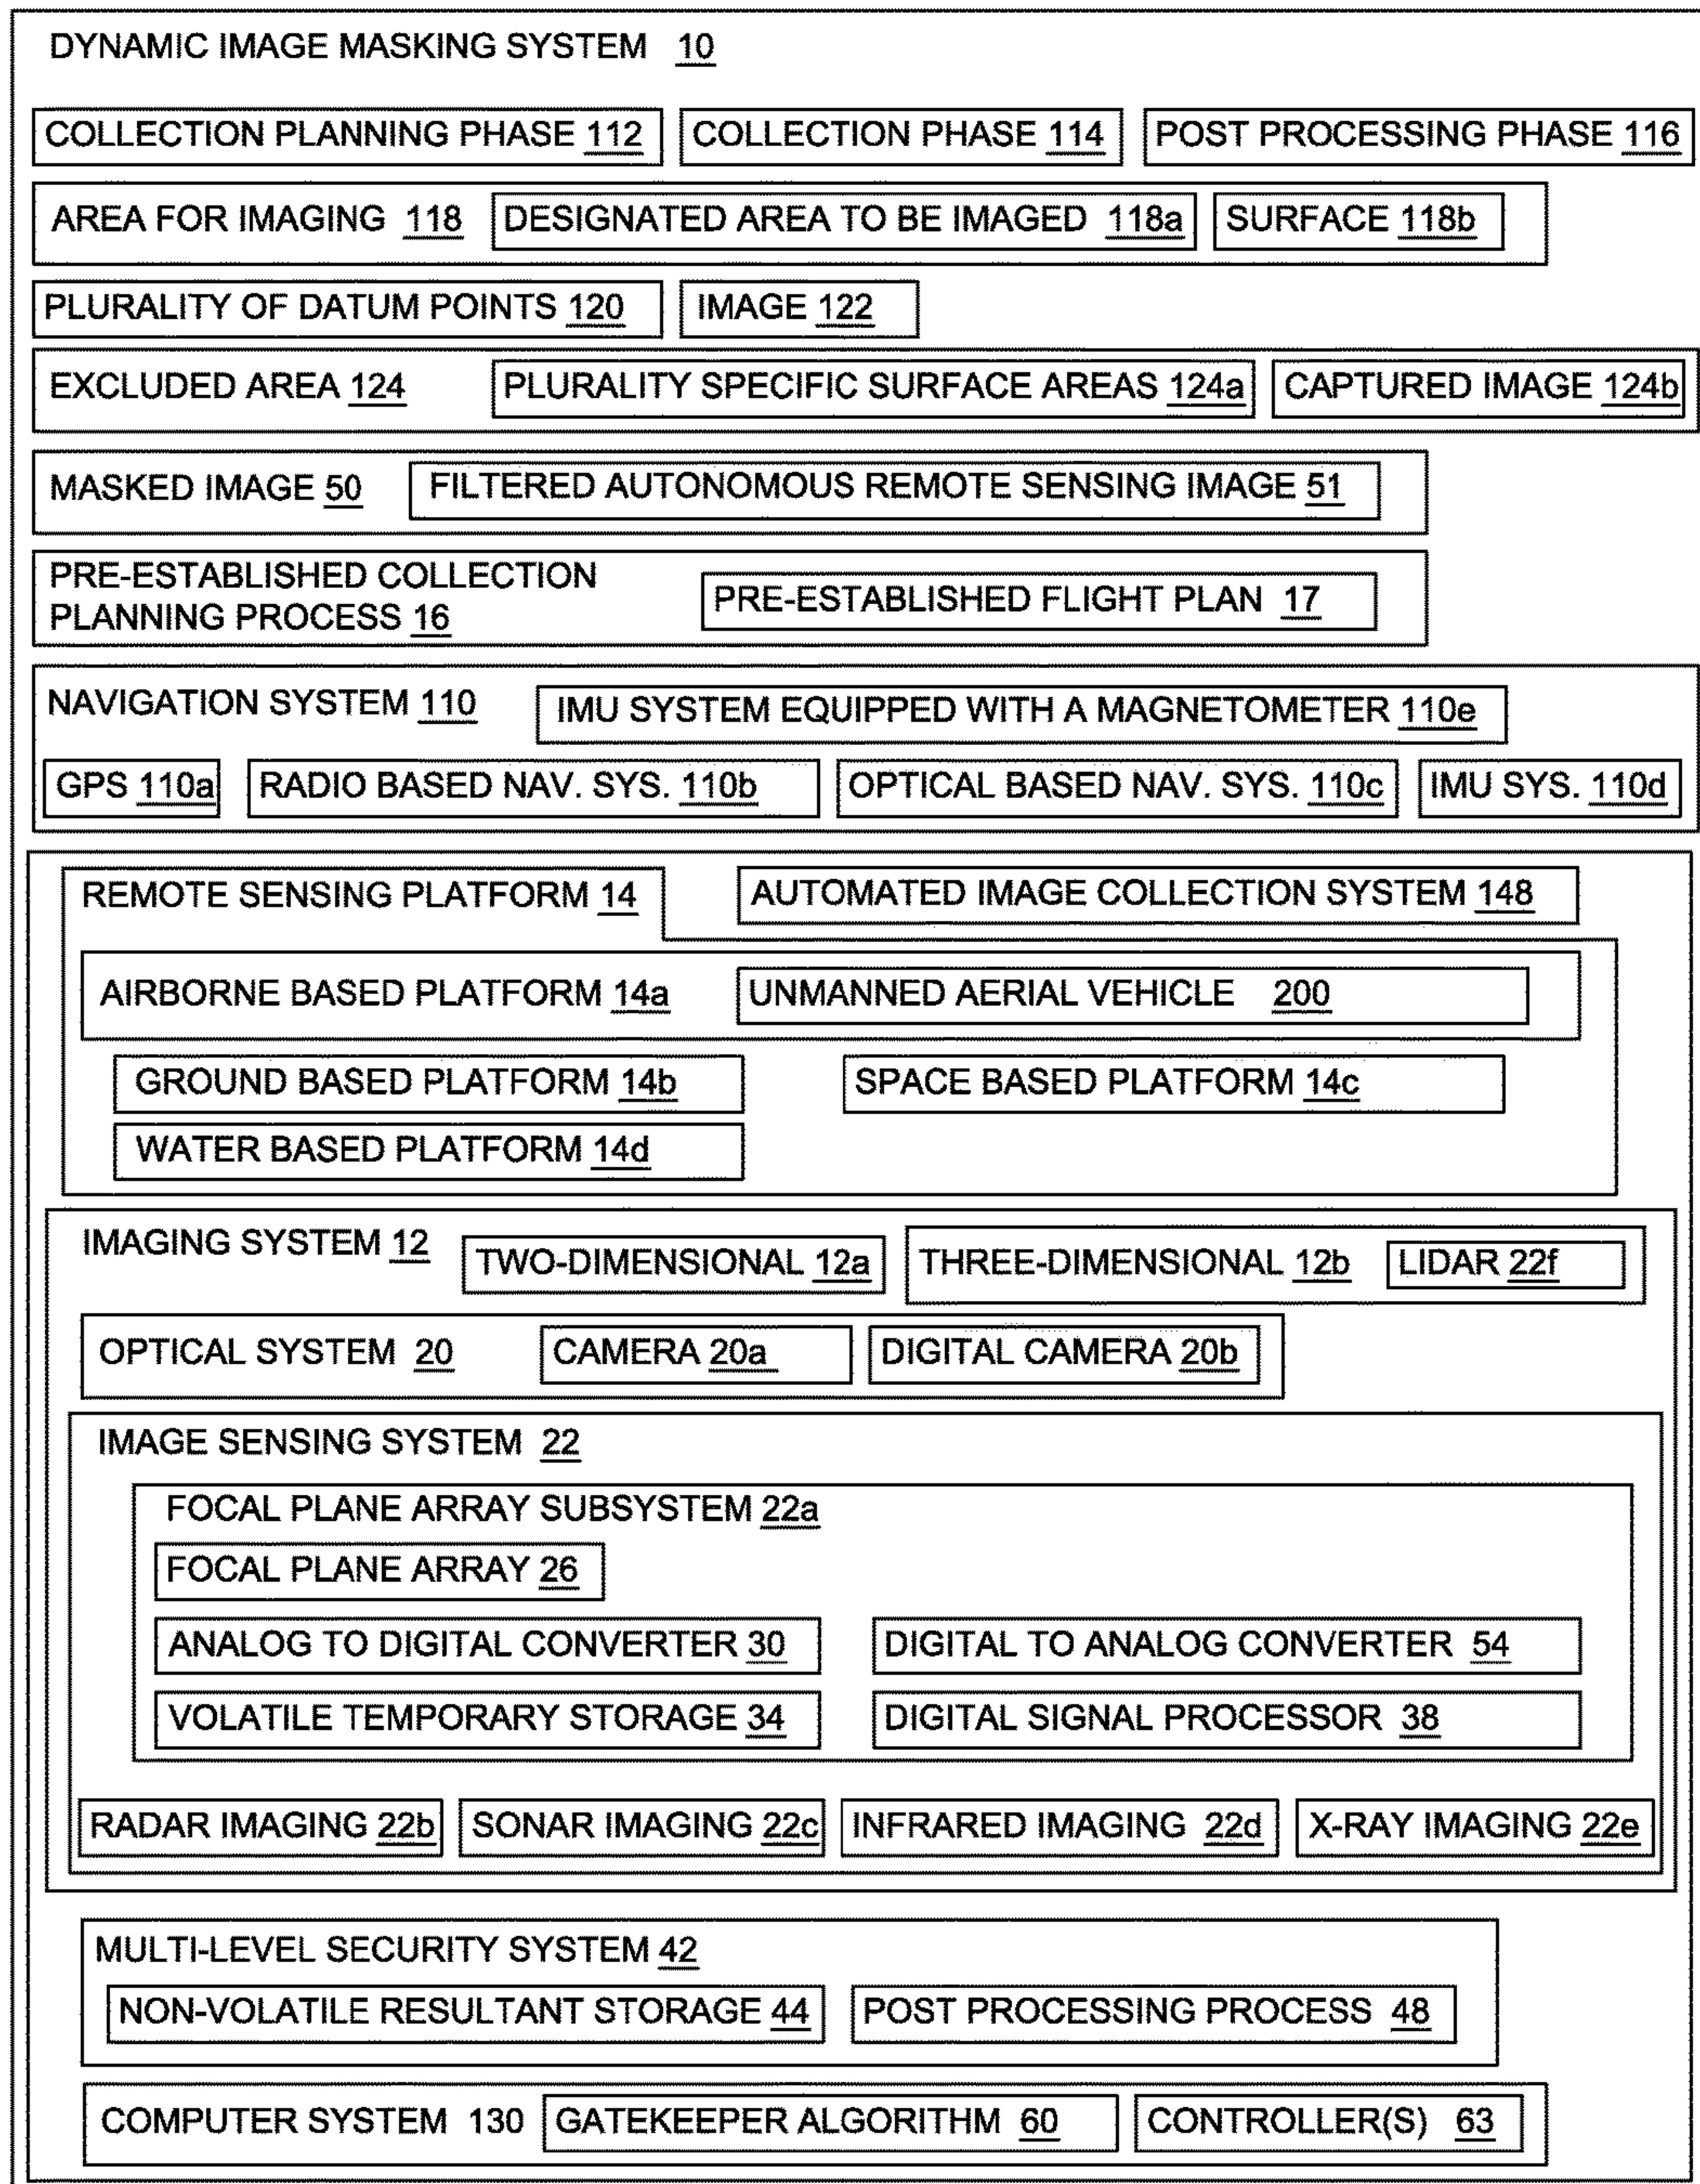 DYNAMIC IMAGE MASKING SYSTEM 10
COLLECTION PLANNING PHASE 112 COLLECTION PHASE 114 POST PROCESSING PHASE 116
AREA FOR IMAGING 118 DESIGNATED AREA TO BE IMAGED 118a SURFACE 118b
PLURALITY OF DATUM POINTS 120 IMAGE 122
EXCLUDED AREA 124 PLURALITY SPECIFIC SURFACE AREAS 124a CAPTURED IMAGE 124b
MASKED IMAGE 50 FILTERED AUTONOMOUS REMOTE SENSING IMAGE 51
PRE-ESTABLISHED COLLECTION
PLANNING PROCESS 16 PRE-ESTABLISHED FLIGHT PLAN 17
NAVIGATION SYSTEM 110 IMU SYSTEM EQUIPPED WITH A MAGNETOMETER 110e
GPS 110a RADIO BASED NAV. SYS. 110b OPTICAL BASED NAV. SYS. 110c IMU SYS. 110d
REMOTE SENSING PLATFORM 14 AUTOMATED IMAGE COLLECTION SYSTEM 148
AIRBORNE BASED PLATFORM 14a UNMANNED AERIAL VEHICLE 200
GROUND BASED PLATFORM 14b SPACE BASED PLATFORM 14c
WATER BASED PLATFORM 14d
IMAGING SYSTEM 12 TWO-DIMENSIONAL 12a THREE-DIMENSIONAL 12b LIDAR 22f
OPTICAL SYSTEM 20 CAMERA 20a DIGITAL CAMERA 20b
IMAGE SENSING SYSTEM 22
FOCAL PLANE ARRAY SUBSYSTEM 22a
FOCAL PLANE ARRAY 26
ANALOG TO DIGITAL CONVERTER 30 DIGITAL TO ANALOG CONVERTER 54
VOLATILE TEMPORARY STORAGE 34 DIGITAL SIGNAL PROCESSOR 38
RADAR IMAGING 22b SONAR IMAGING 22c INFRARED IMAGING 22d X-RAY IMAGING 22e
MULTI-LEVEL SECURITY SYSTEM 42
NON-VOLATILE RESULTANT STORAGE 44 POST PROCESSING PROCESS 48
COMPUTER SYSTEM 130 GATEKEEPER ALGORITHM 60 CONTROLLER(S) 63